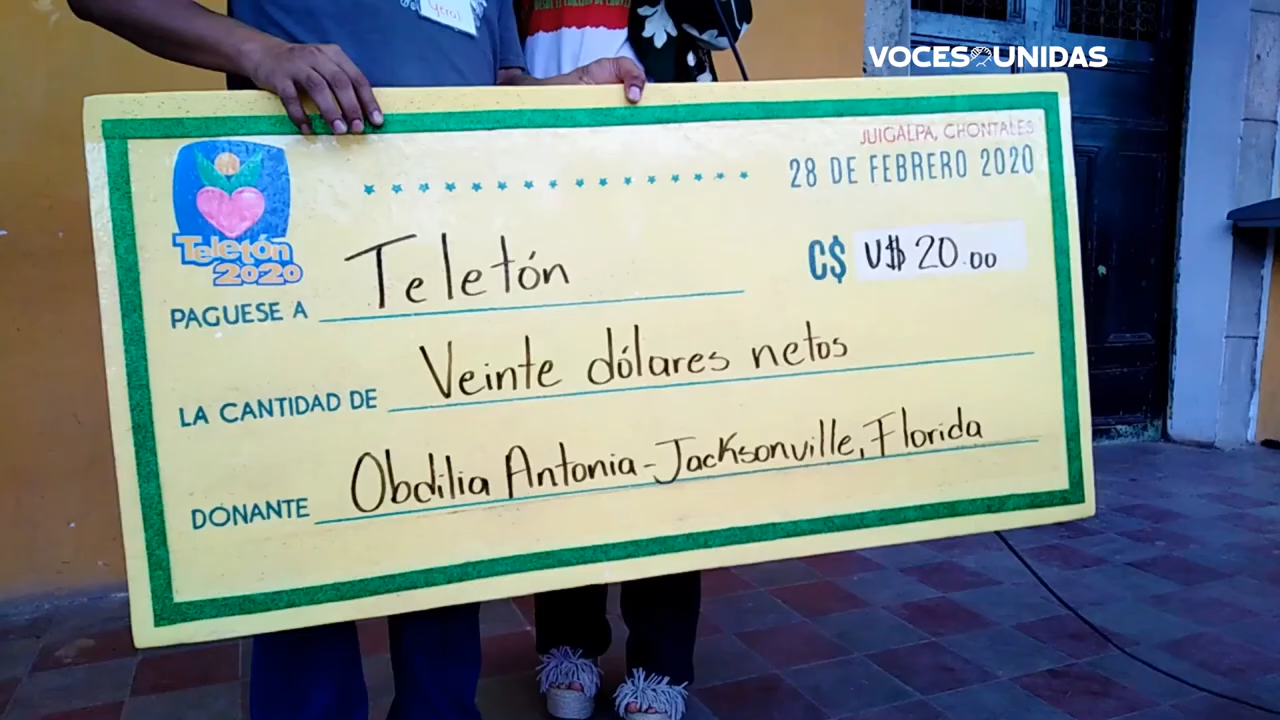 VOCES UNIDAS
JUIGALPA, CHONTALES
28 DE FEBRERO 2020
Teletón
2020
PAGUESE A Teletón
C$ U$ 20.00
LA CANTIDAD DE Veinte dólares netos
DONANTE Obdilia Antonia - Jacksonville, Florida